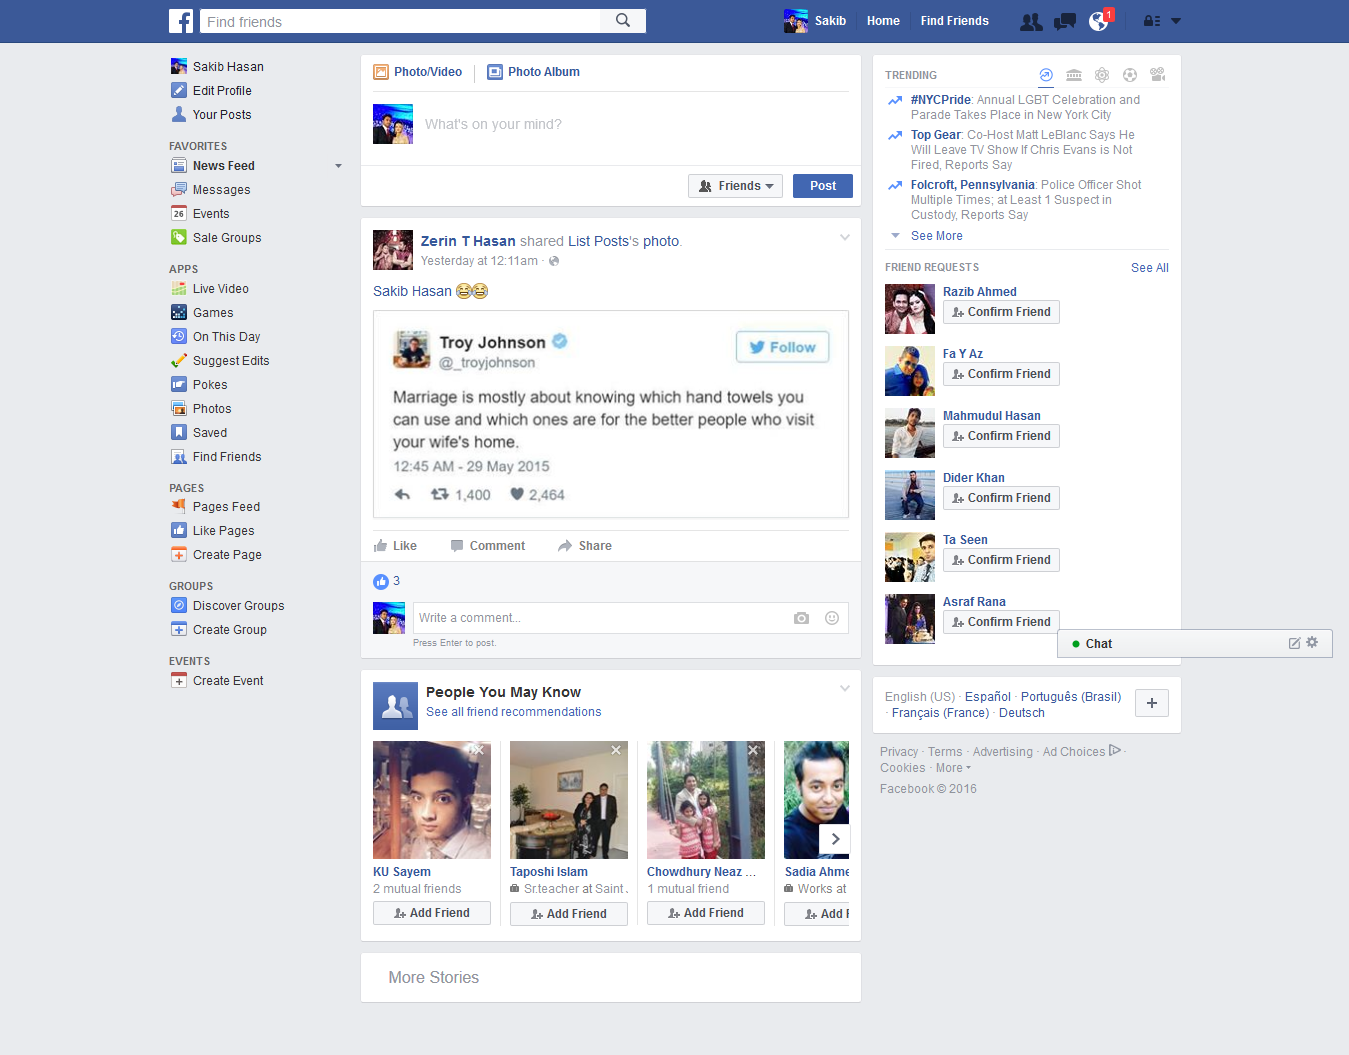 Find friends
Sakib
Home
Find Friends
1
Sakib Hasan
Edit Profile
Your Posts
FAVORITES
News Feed
Messages
26
Events
Sale Groups
APPS
Live Video
Games
On This Day
Suggest Edits
Pokes
Photos
Saved
Find Friends
PAGES
Pages Feed
Like Pages
Create Page
GROUPS
Discover Groups
Create Group
EVENTS
Create Event
Photo/Video
Photo Album
What's on your mind?
Friends
Post
Zerin T Hasan shared List Posts's photo.
Yesterday at 12:11am ·
Sakib Hasan
Troy Johnson
@_troyjohnson
Follow
Marriage is mostly about knowing which hand towels you
can use and which ones are for the better people who visit
your wife's home.
12:45 AM - 29 May 2015
1,400
2,464
Like
Comment
Share
3
Write a comment...
Press Enter to post.
People You May Know
See all friend recommendations
KU Sayem
2 mutual friends
Add Friend
Taposhi Islam
Sr.teacher at Saint
Add Friend
Chowdhury Neaz ...
1 mutual friend
Add Friend
Sadia Ahme
Works at
Add F
More Stories
TRENDING
#NYCPride: Annual LGBT Celebration and
Parade Takes Place in New York City
Top Gear: Co-Host Matt LeBlanc Says He
Will Leave TV Show If Chris Evans is Not
Fired, Reports Say
Folcroft, Pennsylvania: Police Officer Shot
Multiple Times; at Least 1 Suspect in
Custody, Reports Say
See More
FRIEND REQUESTS
See All
Razib Ahmed
Confirm Friend
Fa Y Az
Confirm Friend
Mahmudul Hasan
Confirm Friend
Dider Khan
Confirm Friend
Ta Seen
Confirm Friend
Asraf Rana
Confirm Friend
Chat
English (US) · Español · Português (Brasil)
· Français (France) · Deutsch
Privacy · Terms · Advertising · Ad Choices ·
Cookies · More
Facebook © 2016